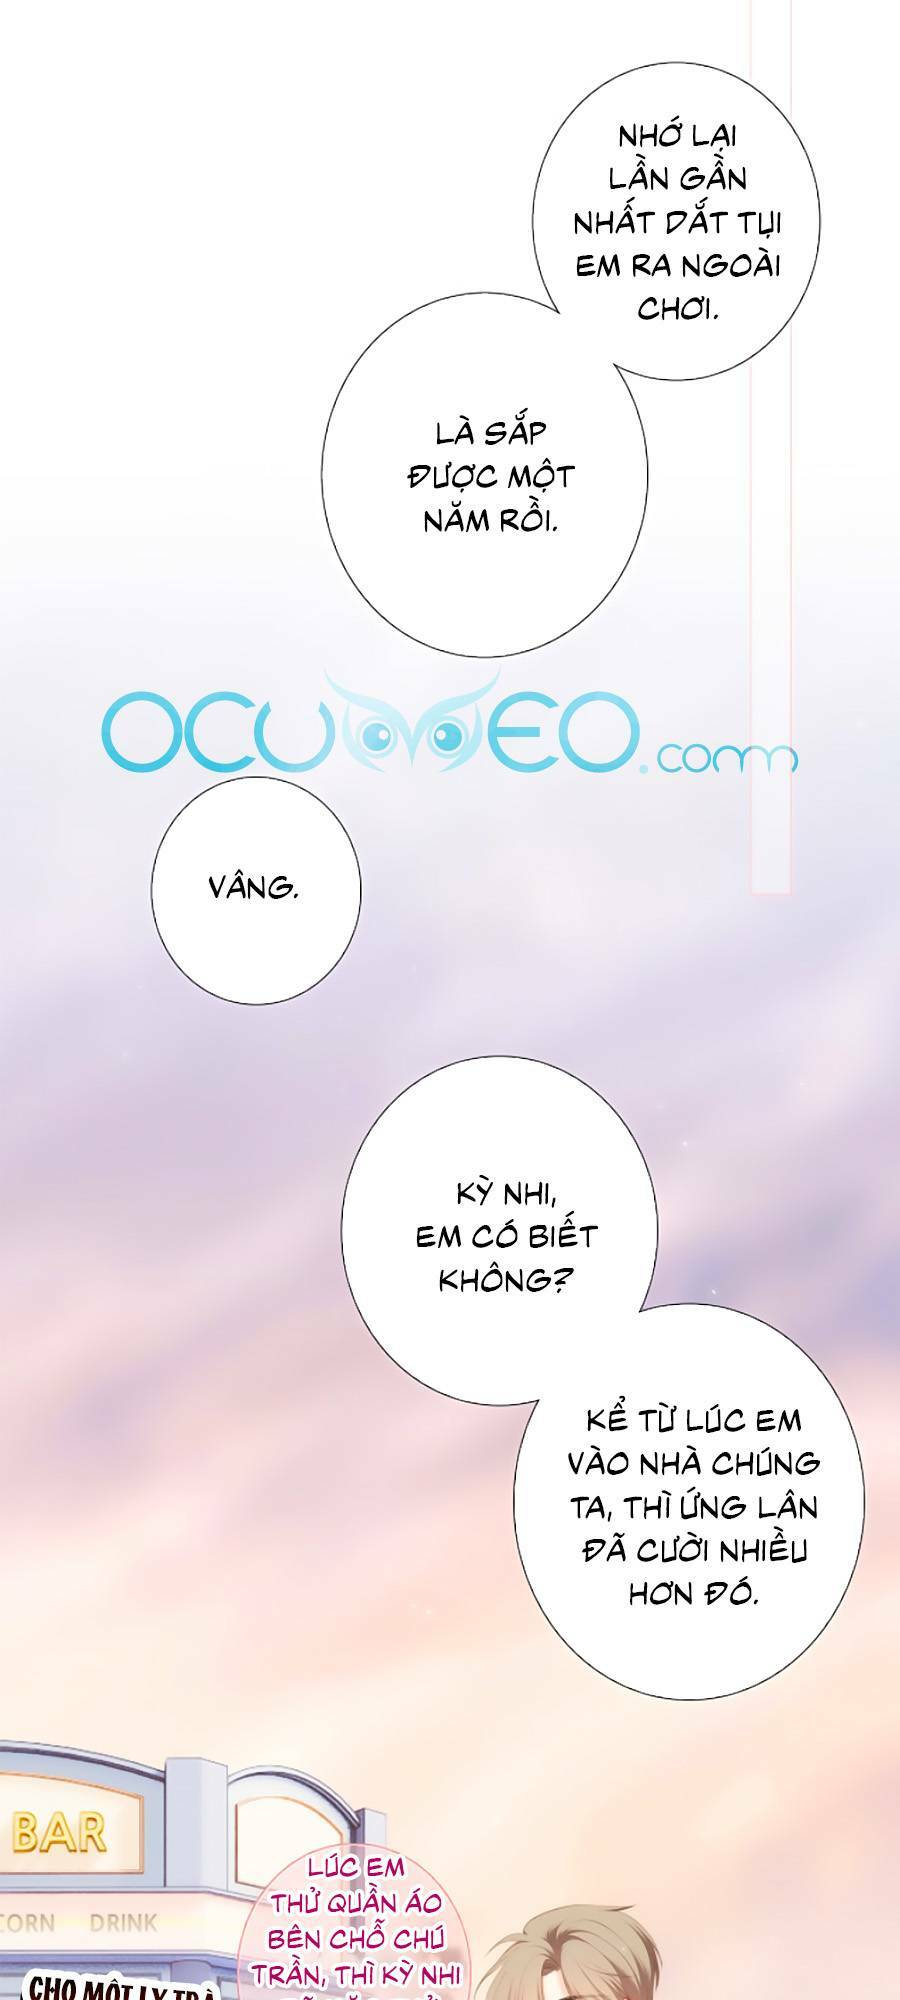 NHỚ LẠI
LẦN GẦN
NHẤT DẮT TỤI
EM RA NGOÀI
CHƠI.
LÀ SẮP
ĐƯỢC MỘT
NĂM RỒI.
OCUMEO.com
VÂNG.
KỲ NHI,
EM CÓ BIẾT
KHÔNG?
KỂ TỪ LÚC EM
VÀO NHÀ CHÚNG
TA, THÌ ỨNG LÂN
ĐÃ CƯỜI NHIỀU
HƠN ĐÓ.
BAR
CORN DRINK
LÚC EM
THỬ QUẦN ÁO
BÊN CHỖ CHÚ
TRẦN, THÌ KỲ NHI
CHO MỘT LY TRÀ